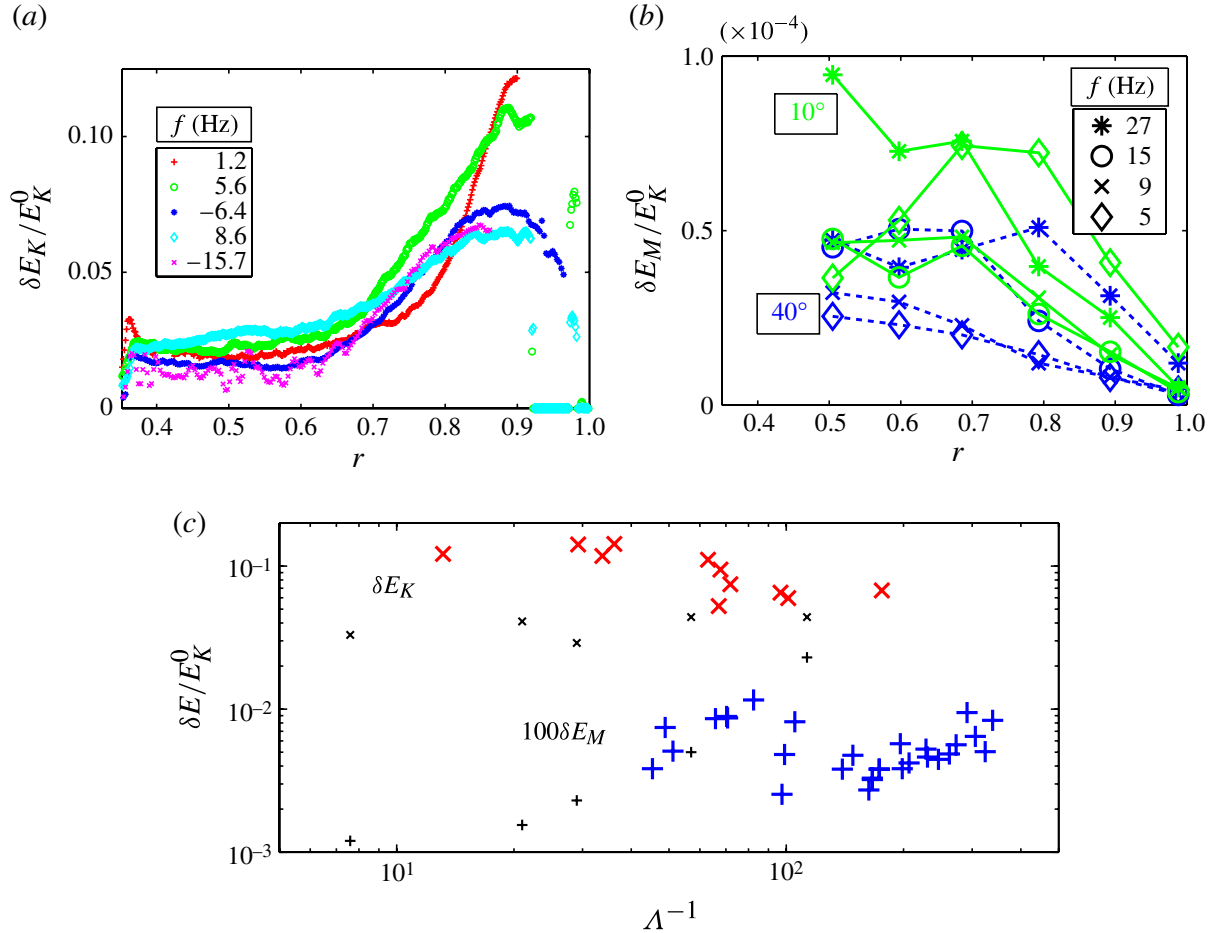 (a)
δE_K/E_K^0
0.10
0.05
0
f (Hz)
1.2
5.6
−6.4
8.6
−15.7
0.4 0.5 0.6 0.7 0.8 0.9 1.0
r
(b)
(×10⁻⁴)
δE_M/E_K^0
1.0
0.5
0
10°
40°
f (Hz)
27
15
9
5
0.4 0.5 0.6 0.7 0.8 0.9 1.0
r
(c)
δE/E_K^0
10⁻¹
10⁻²
10⁻³
δE_K
100δE_M
10¹ 10²
Λ⁻¹